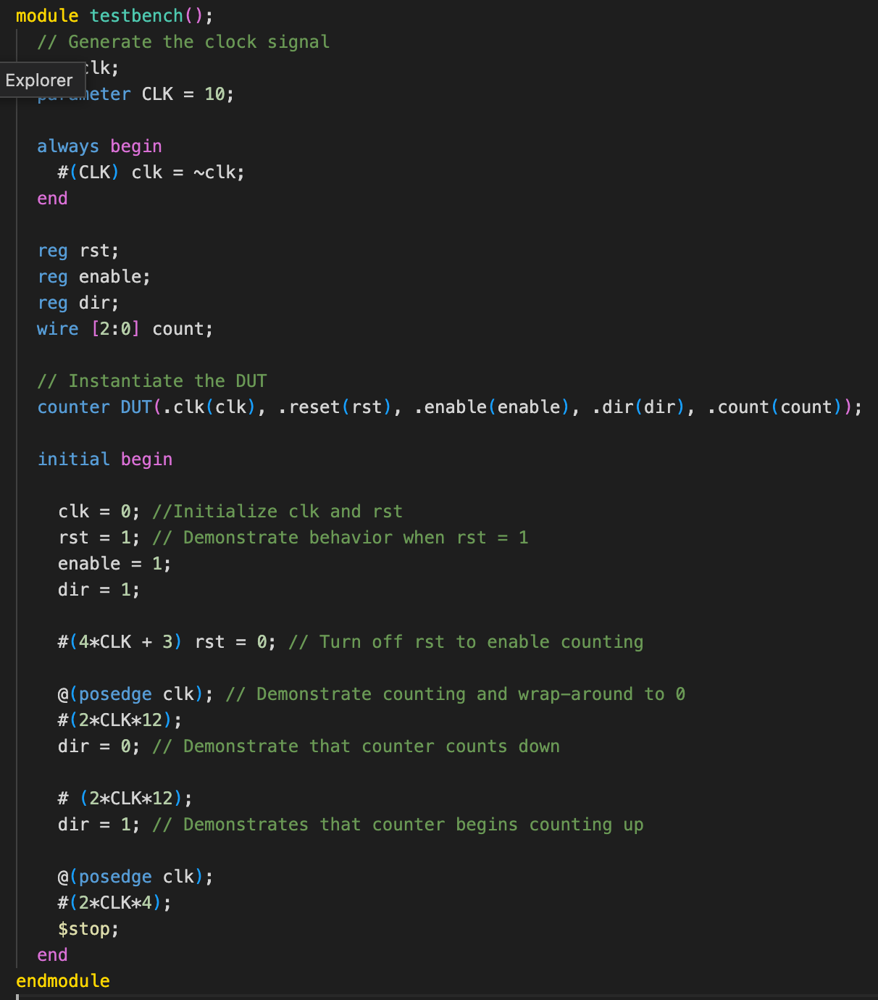 module testbench();
// Generate the clock signal
clk;
Explorer
parameter CLK = 10;
always begin
#(CLK) clk = ~clk;
end
reg rst;
reg enable;
reg dir;
wire [2:0] count;
// Instantiate the DUT
counter DUT(.clk(clk), .reset(rst), .enable(enable), .dir(dir), .count(count));
initial begin
clk = 0; //Initialize clk and rst
rst = 1; // Demonstrate behavior when rst = 1
enable = 1;
dir = 1;
#(4*CLK + 3) rst = 0; // Turn off rst to enable counting
@(posedge clk); // Demonstrate counting and wrap-around to 0
#(2*CLK*12);
dir = 0; // Demonstrate that counter counts down
# (2*CLK*12);
dir = 1; // Demonstrates that counter begins counting up
@(posedge clk);
#(2*CLK*4);
$stop;
end
endmodule